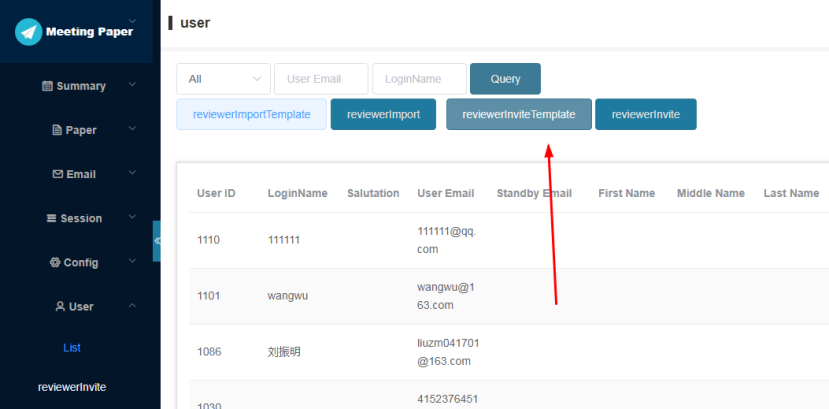 Meeting Paper
user
All
User Email
LoginName
Query
reviewerImportTemplate
reviewerImport
reviewerInviteTemplate
reviewerInvite
Summary
Paper
Email
Session
Config
User
List
reviewerInvite
User ID LoginName Salutation User Email Standby Email First Name Middle Name Last Name
1110 111111 111111@qq.
com
1101 wangwu wangwu@1
63.com
1086 刘振明 liuzm041701
@163.com
1030 4152376451